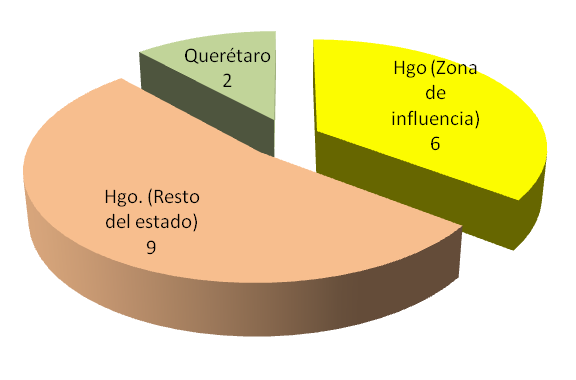 Querétaro
2
Hgo (Zona
de
influencia)
6
Hgo. (Resto
del estado)
9